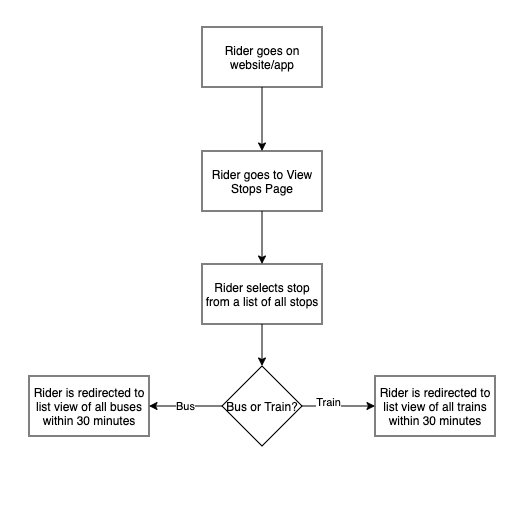 Rider goes on
website/app
Rider goes to View
Stops Page
Rider selects stop
from a list of all stops
Rider is redirected to
list view of all buses
within 30 minutes
Bus
Bus or Train?
Train
Rider is redirected to
list view of all trains
within 30 minutes